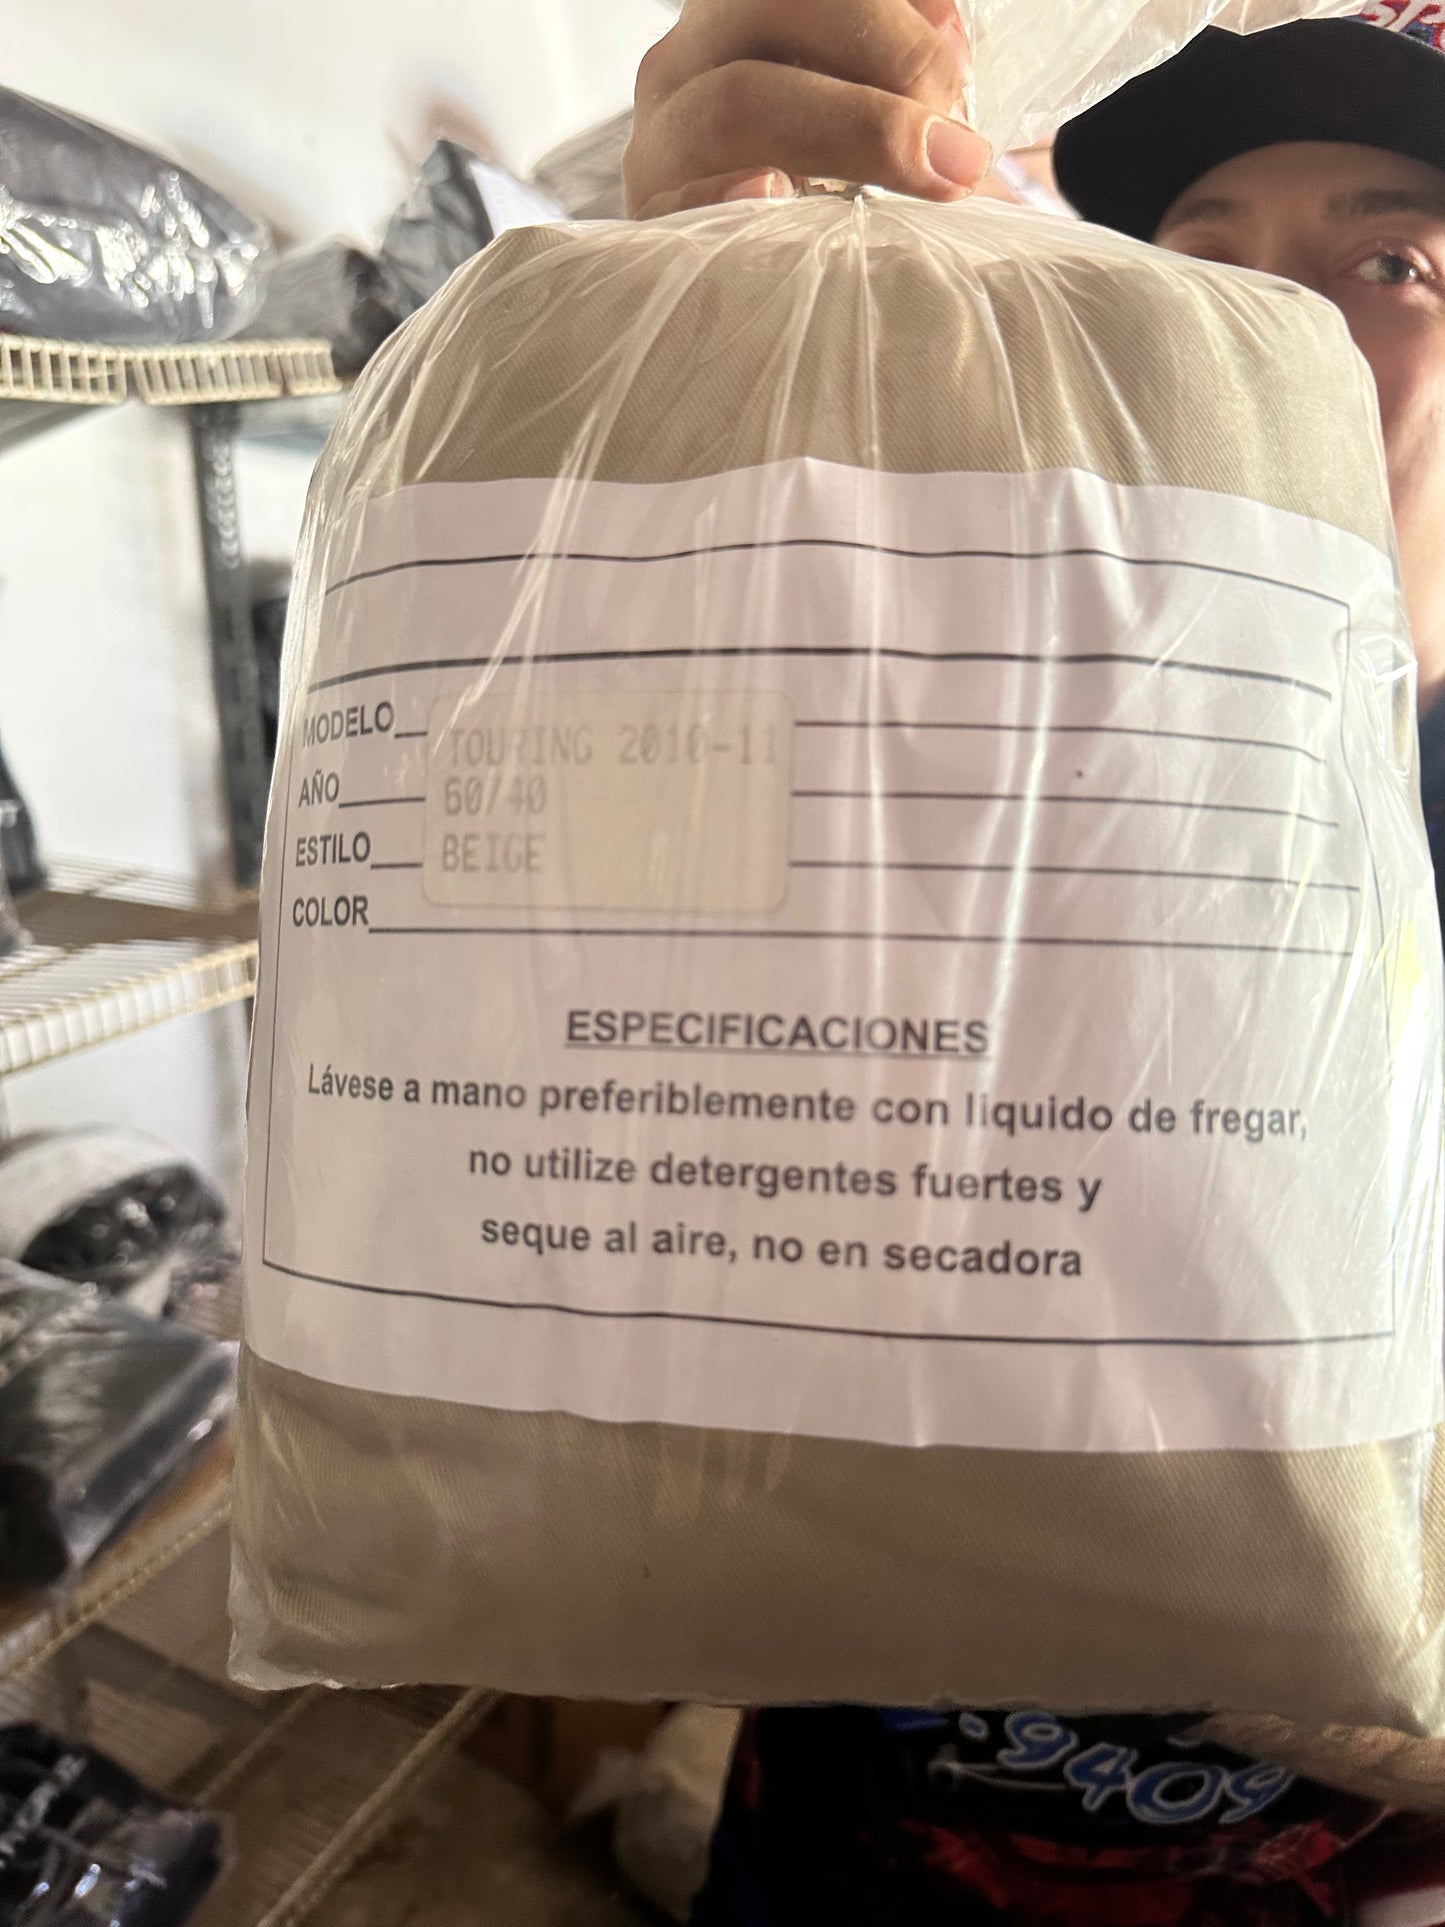 MODELO
TOURING 2010-11
AÑO
60/40
ESTILO
BEIGE
COLOR
ESPECIFICACIONES
Lávese a mano preferiblemente con liquido de fregar,
no utilize detergentes fuertes y
seque al aire, no en secadora
9409